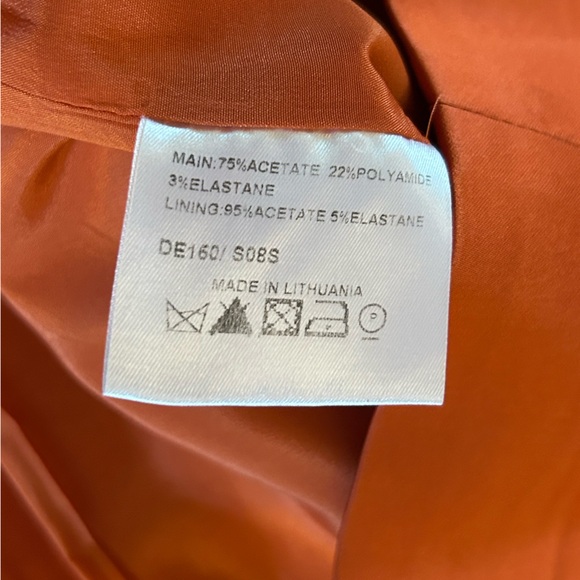 MAIN:75%ACETATE 22%POLYAMIDE
3%ELASTANE
LINING:95%ACETATE 5%ELASTANE
DE160/ S08S
MADE IN LITHUANIA
P